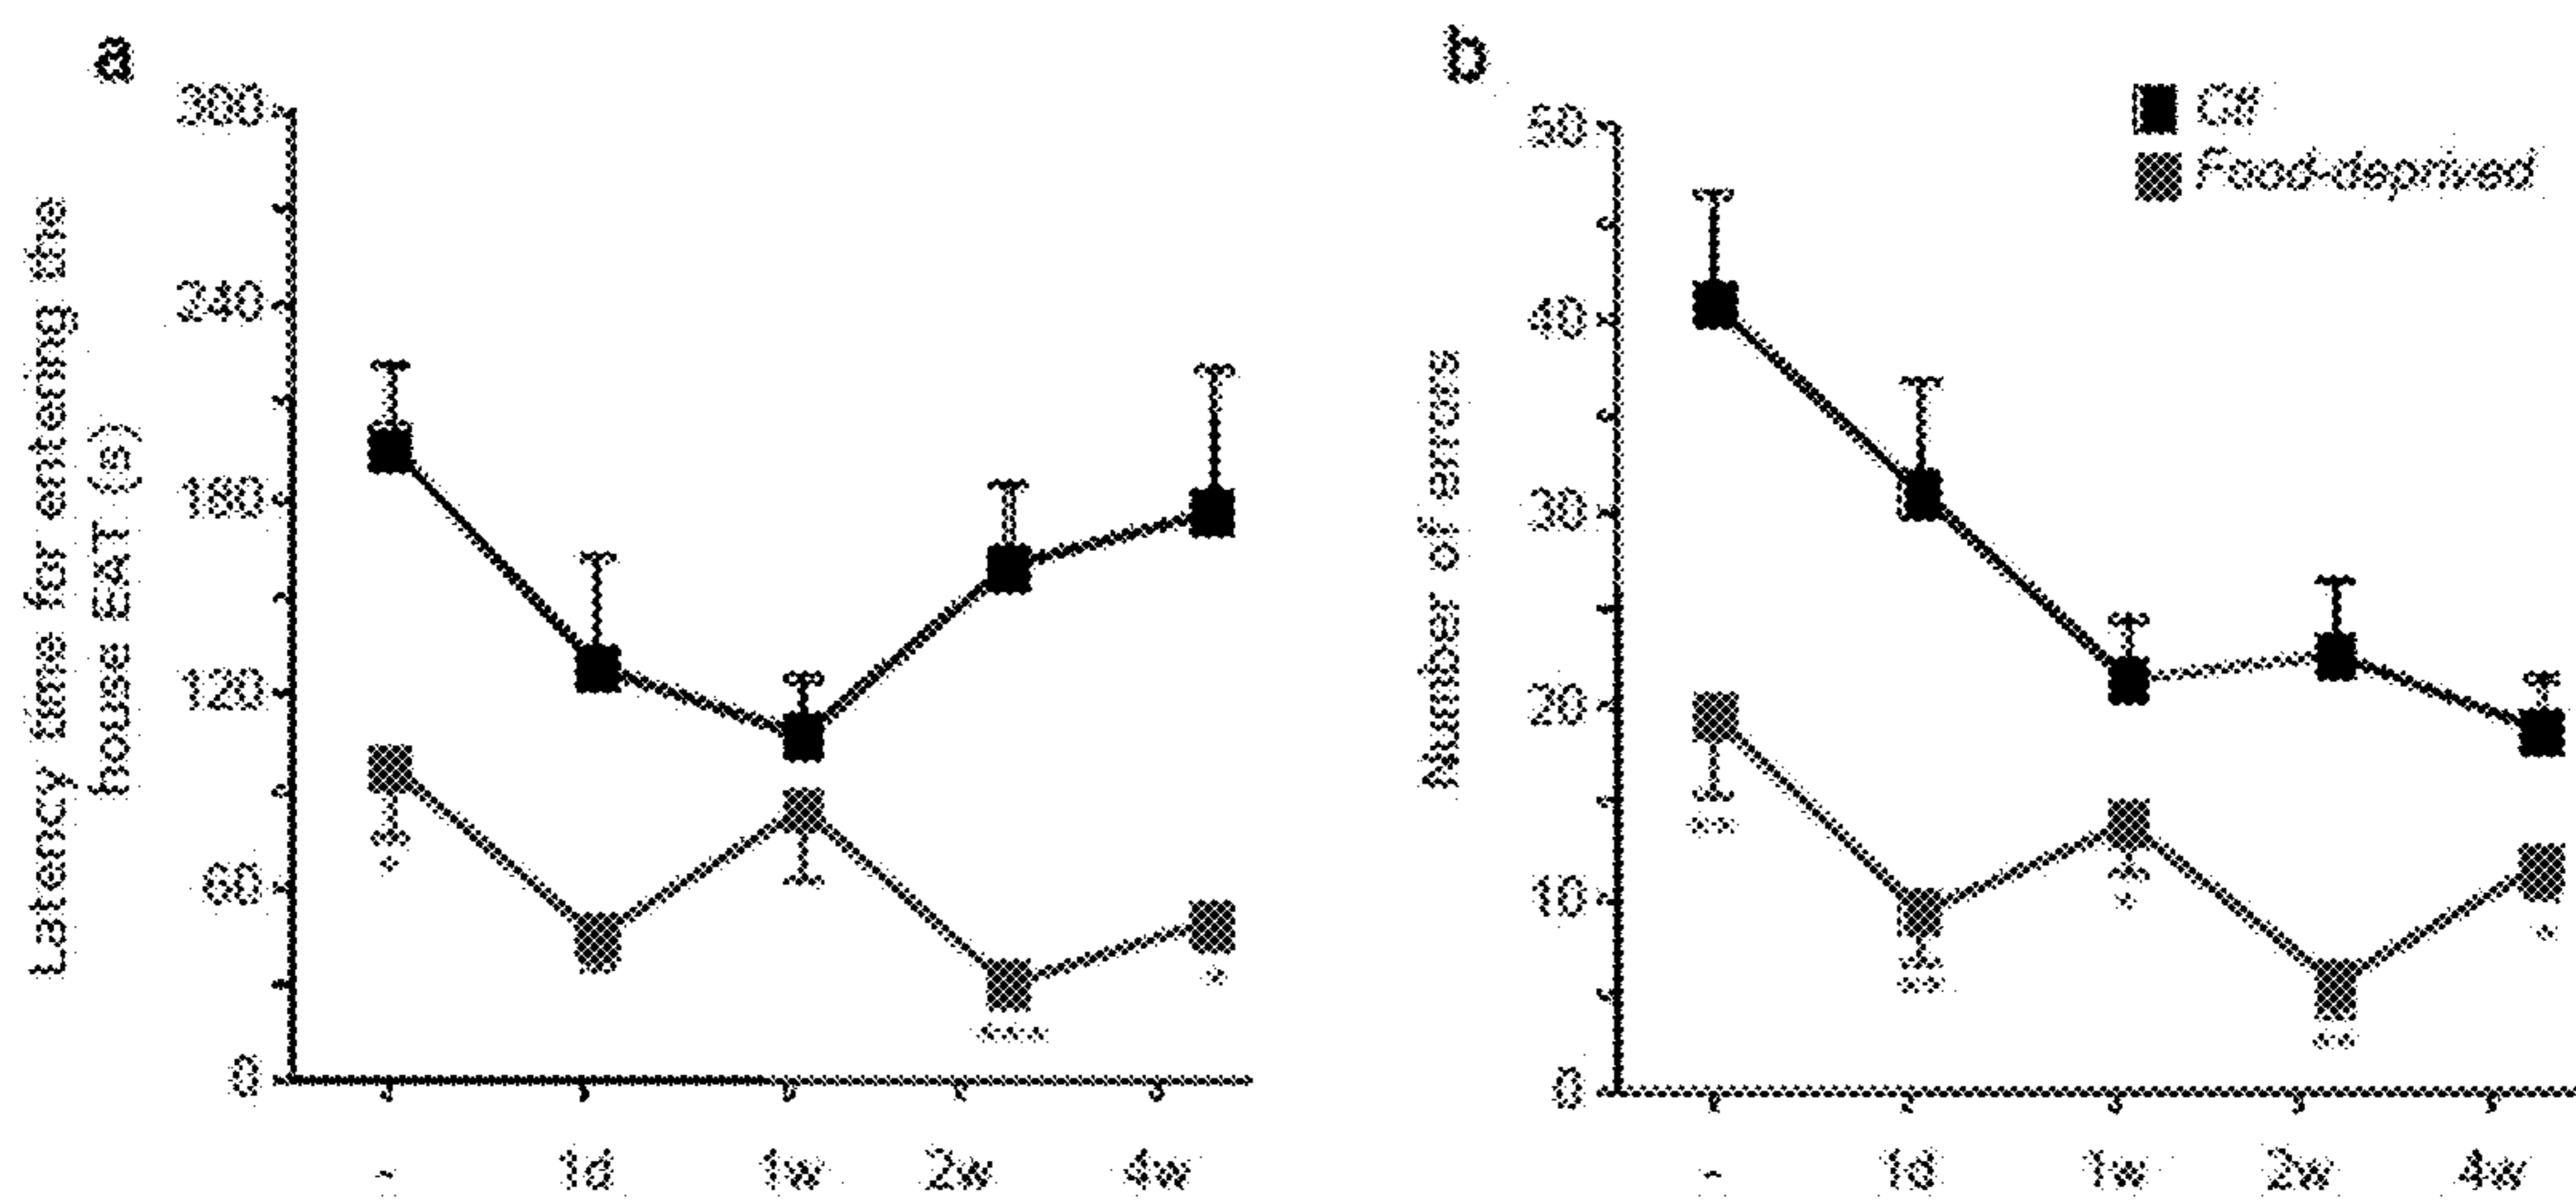 a
300
240
180
120
60
0
Latency time for entering the
house EAT (s)
- 1d 1w 2w 4w
*
***
*
b
50
40
30
20
10
0
Number of errors
Food-deprived
**
**
*
**
*
- 1d 1w 2w 4w